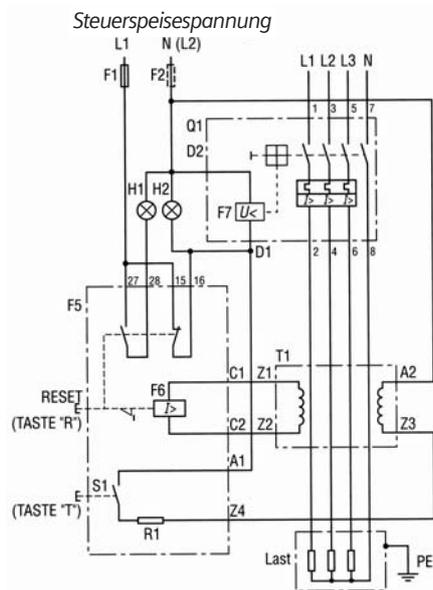 Steuerspeisespannung
L1 N (L2) L1 L2 L3 N
F1 F2
1 3 5 7
Q1
D2
H1 H2
F7 U<
I> I> I>
D1 2 4 6 8
27 28 15 16
F5
T1
C1 Z1 A2
RESET F6
(TASTE "R") I>
C2 Z2 Z3
A1
S1
(TASTE "T") Z4
R1
Last PE